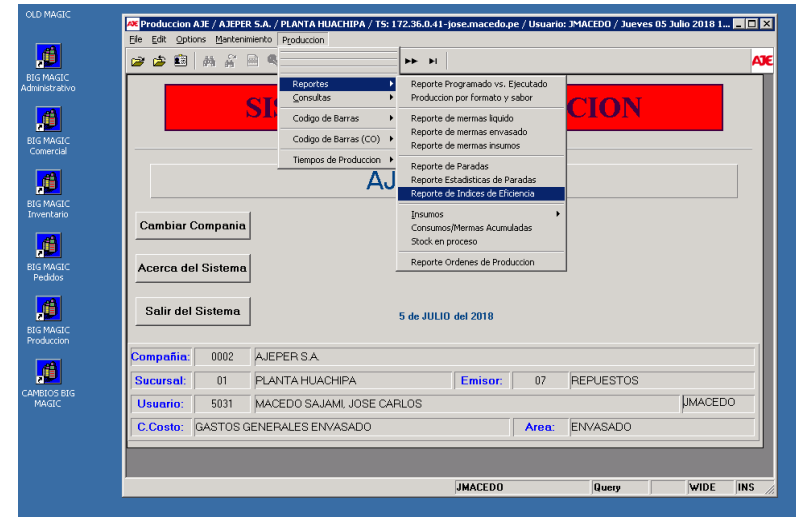 OLD MAGIC
BIG MAGIC
Administrativo
BIG MAGIC
Comercial
BIG MAGIC
Inventario
BIG MAGIC
Pedidos
BIG MAGIC
Produccion
CAMBIOS BIG
MAGIC
AJE Produccion AJE / AJEPER S.A. / PLANTA HUACHIPA / TS: 172.36.0.41-jose.macedo.pe / Usuario: JMACEDO / Jueves 05 Julio 2018 1...
File Edit Options Mantenimiento Produccion
AJE
Reportes
Consultas
Codigo de Barras
Codigo de Barras (CO)
Tiempos de Produccion
Reporte Programado vs. Ejecutado
Produccion por formato y sabor
Reporte de mermas liquido
Reporte de mermas envasado
Reporte de mermas insumos
Reporte de Paradas
Reporte Estadisticas de Paradas
Reporte de Indices de Eficiencia
Insumos
Consumos/Mermas Acumuladas
Stock en proceso
Reporte Ordenes de Produccion
SIS CION
AJ
Cambiar Compania
Acerca del Sistema
Salir del Sistema
5 de JULIO del 2018
Compañia: 0002 AJEPER S.A.
Sucursal: 01 PLANTA HUACHIPA Emisor: 07 REPUESTOS
Usuario: 5031 MACEDO SAJAMI, JOSE CARLOS JMACEDO
C.Costo: GASTOS GENERALES ENVASADO Area: ENVASADO
JMACEDO Query WIDE INS